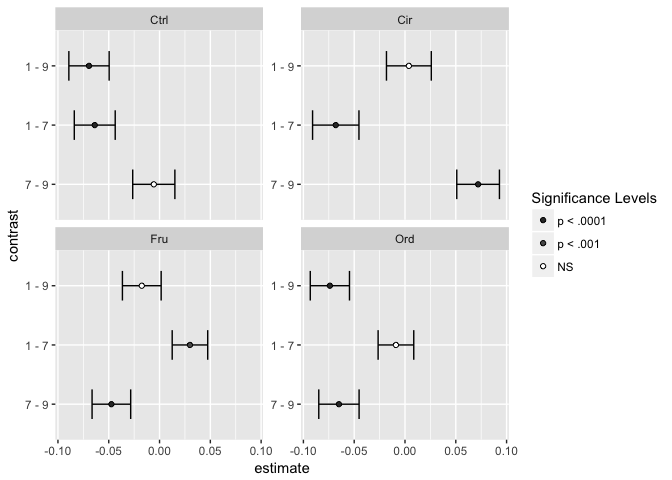 Ctrl
Cir
1 - 9
1 - 7
7 - 9
Fru
Ord
1 - 9
1 - 7
7 - 9
-0.10 -0.05 0.00 0.05 0.10
-0.10 -0.05 0.00 0.05 0.10
estimate
contrast
Significance Levels
p < .0001
p < .001
NS